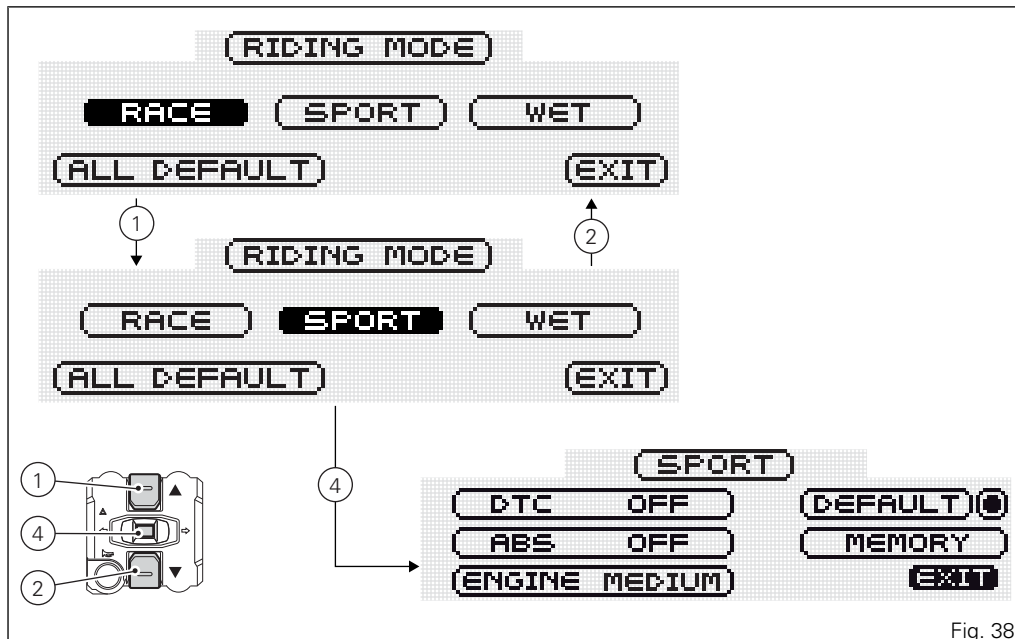 RIDING MODE
RACE SPORT WET
ALL DEFAULT EXIT
1
2
RIDING MODE
RACE SPORT WET
ALL DEFAULT EXIT
1
4
2
4
SPORT
DTC OFF DEFAULT
ABS OFF MEMORY
ENGINE MEDIUM EXIT
Fig. 38